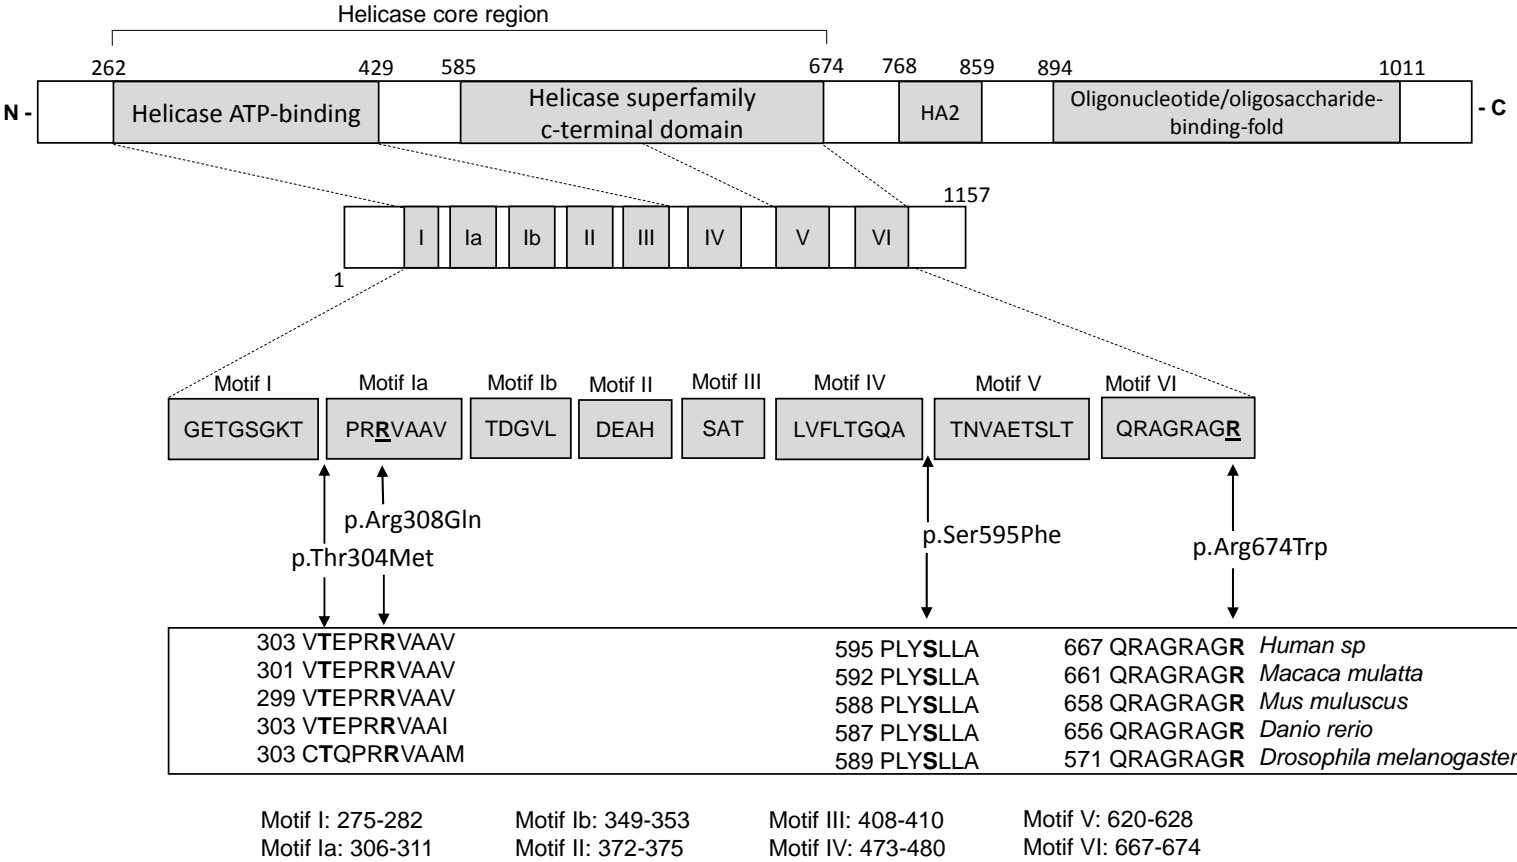 Helicase core region
262 429 585 674 768 859 894 1011
N - Helicase ATP-binding Helicase superfamily c-terminal domain HA2 Oligonucleotide/oligosaccharide-binding-fold - C
1157
I Ia Ib II III IV V VI
1
Motif I Motif Ia Motif Ib Motif II Motif III Motif IV Motif V Motif VI
GETGSGKT PRRVAAV TDGVL DEAH SAT LVFLTGQA TNVAETSLT QRAGRAGR
p.Arg308Gln
p.Ser595Phe
p.Arg674Trp
p.Thr304Met
303 VTEPRRVAAV 595 PLYSLLA 667 QRAGRAGR Human sp
301 VTEPRRVAAV 592 PLYSLLA 661 QRAGRAGR Macaca mulatta
299 VTEPRRVAAV 588 PLYSLLA 658 QRAGRAGR Mus muluscus
303 VTEPRRVAAI 587 PLYSLLA 656 QRAGRAGR Danio rerio
303 CTQPRRVAAM 589 PLYSLLA 571 QRAGRAGR Drosophila melanogaster
Motif I: 275-282 Motif Ib: 349-353 Motif III: 408-410 Motif V: 620-628
Motif Ia: 306-311 Motif II: 372-375 Motif IV: 473-480 Motif VI: 667-674